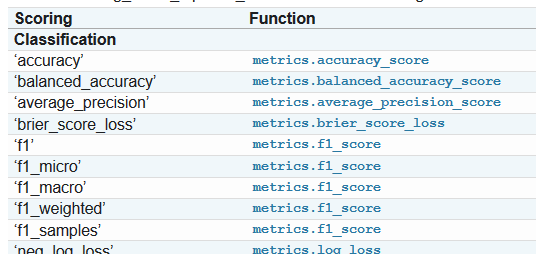 Scoring Function
Classification
‘accuracy’ metrics.accuracy_score
‘balanced_accuracy’ metrics.balanced_accuracy_score
‘average_precision’ metrics.average_precision_score
‘brier_score_loss’ metrics.brier_score_loss
‘f1’ metrics.f1_score
‘f1_micro’ metrics.f1_score
‘f1_macro’ metrics.f1_score
‘f1_weighted’ metrics.f1_score
‘f1_samples’ metrics.f1_score
‘neg_log_loss’ metrics.log_loss